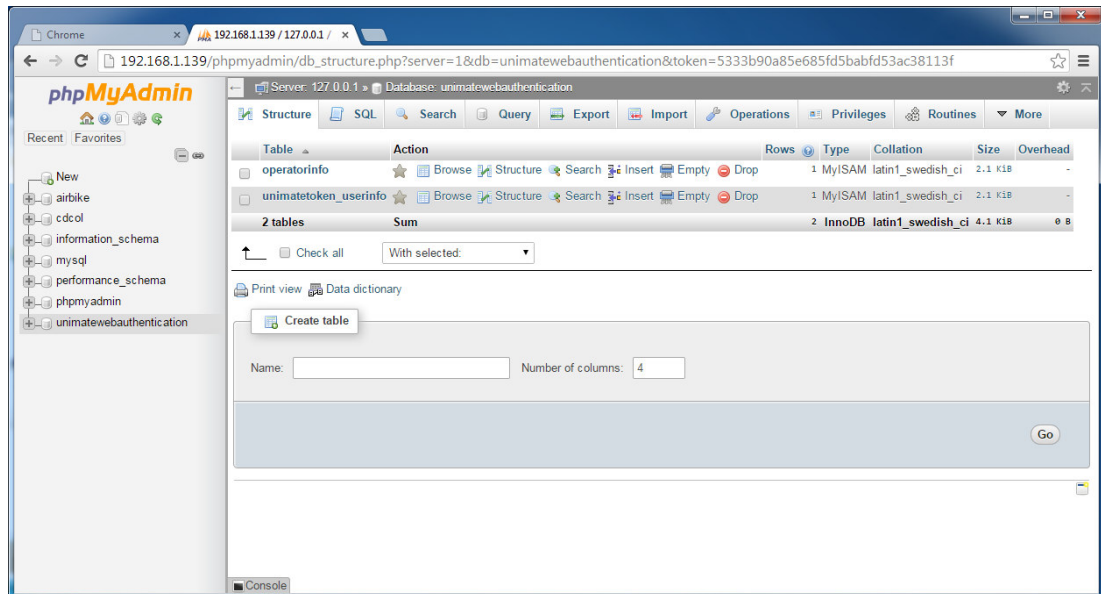 Chrome
192.168.1.139 / 127.0.0.1 /
192.168.1.139/phpmyadmin/db_structure.php?server=1&db=unimatewebauthentication&token=5333b90a85e685fd5babfd53ac38113f
phpMyAdmin
Recent Favorites
New
airbike
cdcol
information_schema
mysql
performance_schema
phpmyadmin
unimatewebauthentication
Server: 127.0.0.1 » Database: unimatewebauthentication
Structure SQL Search Query Export Import Operations Privileges Routines More
Table Action Rows Type Collation Size Overhead
operatorinfo Browse Structure Search Insert Empty Drop 1 MyISAM latin1_swedish_ci 2.1 KiB -
unimatetoken_userinfo Browse Structure Search Insert Empty Drop 1 MyISAM latin1_swedish_ci 2.1 KiB -
2 tables Sum 2 InnoDB latin1_swedish_ci 4.1 KiB 0 B
Check all With selected:
Print view Data dictionary
Create table
Name: Number of columns: 4
Go
Console